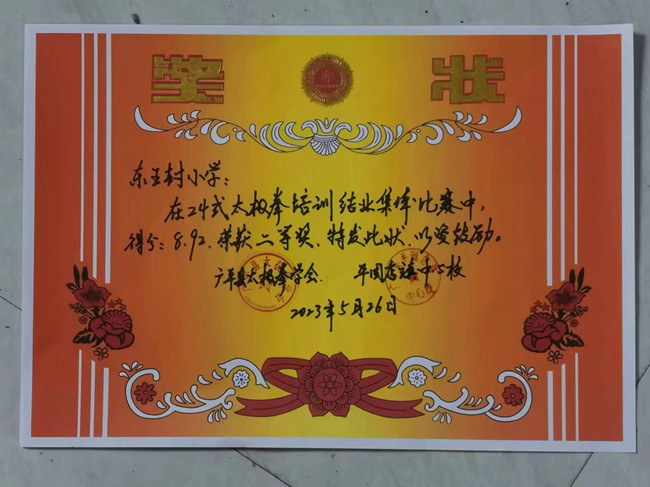 奖 状
东王封小学：
在24式太极拳培训结业集体比赛中，
得分：8.92，荣获二等奖，特发此状，以资鼓励。
广平县太极拳学会 平固店镇中心校
2023年5月26日